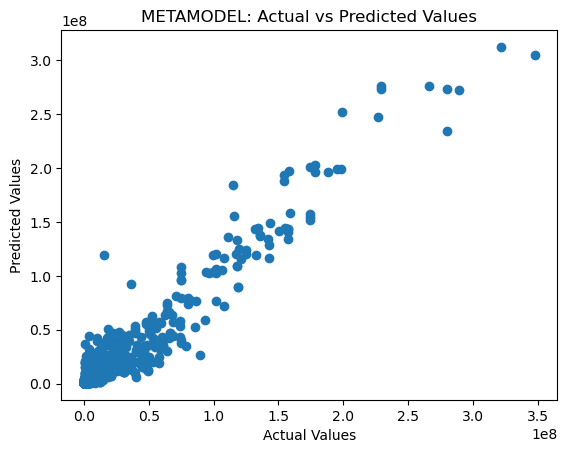 METAMODEL: Actual vs Predicted Values
1e8
3.0
2.5
2.0
1.5
1.0
0.5
0.0
Predicted Values
0.0 0.5 1.0 1.5 2.0 2.5 3.0 3.5
1e8
Actual Values